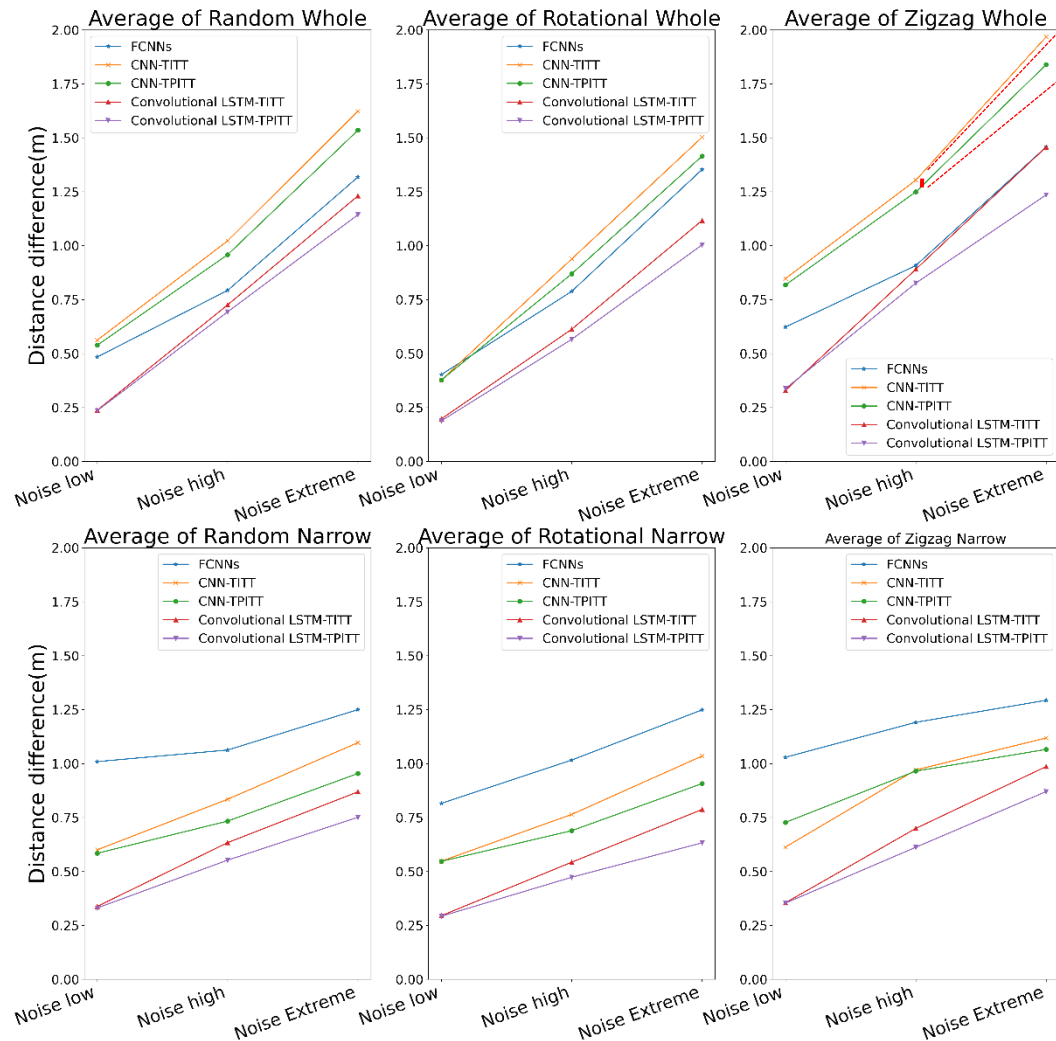 Average of Random Whole
Average of Rotational Whole
Average of Zigzag Whole
Distance difference(m)
2.00
1.75
1.50
1.25
1.00
0.75
0.50
0.25
0.00
FCNNs
CNN-TITT
CNN-TPITT
Convolutional LSTM-TITT
Convolutional LSTM-TPITT
Noise low
Noise high
Noise Extreme
2.00
1.75
1.50
1.25
1.00
0.75
0.50
0.25
0.00
FCNNs
CNN-TITT
CNN-TPITT
Convolutional LSTM-TITT
Convolutional LSTM-TPITT
Noise low
Noise high
Noise Extreme
2.00
1.75
1.50
1.25
1.00
0.75
0.50
0.25
0.00
FCNNs
CNN-TITT
CNN-TPITT
Convolutional LSTM-TITT
Convolutional LSTM-TPITT
Noise low
Noise high
Noise Extreme
Average of Random Narrow
Average of Rotational Narrow
Average of Zigzag Narrow
Distance difference(m)
2.00
1.75
1.50
1.25
1.00
0.75
0.50
0.25
0.00
FCNNs
CNN-TITT
CNN-TPITT
Convolutional LSTM-TITT
Convolutional LSTM-TPITT
Noise low
Noise high
Noise Extreme
2.00
1.75
1.50
1.25
1.00
0.75
0.50
0.25
0.00
FCNNs
CNN-TITT
CNN-TPITT
Convolutional LSTM-TITT
Convolutional LSTM-TPITT
Noise low
Noise high
Noise Extreme
2.00
1.75
1.50
1.25
1.00
0.75
0.50
0.25
0.00
FCNNs
CNN-TITT
CNN-TPITT
Convolutional LSTM-TITT
Convolutional LSTM-TPITT
Noise low
Noise high
Noise Extreme